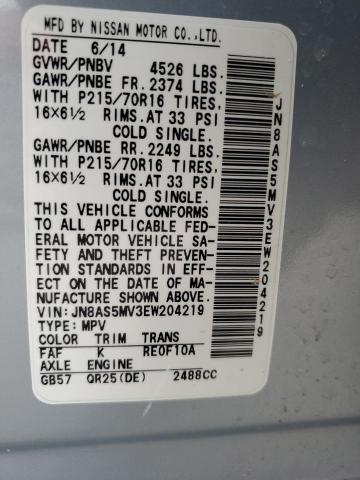 MFD BY NISSAN MOTOR CO.,LTD.
DATE 6/14
GVWR/PNBV 4526 LBS.
GAWR/PNBE FR. 2374 LBS.
WITH P215/70R16 TIRES,
16×6½ RIMS.AT 33 PSI
COLD SINGLE.
GAWR/PNBE RR. 2249 LBS.
WITH P215/70R16 TIRES,
16×6½ RIMS.AT 33 PSI
COLD SINGLE.
THIS VEHICLE CONFORMS
TO ALL APPLICABLE FED-
ERAL MOTOR VEHICLE SA-
FETY AND THEFT PREVEN-
TION STANDARDS IN EFF-
ECT ON THE DATE OF MA-
NUFACTURE SHOWN ABOVE.
VIN:JN8AS5MV3EW204219
TYPE:MPV
COLOR TRIM TRANS
FAF K RE0F10A
AXLE ENGINE
GB57 QR25(DE) 2488CC
JN8AS5MV3EW204219